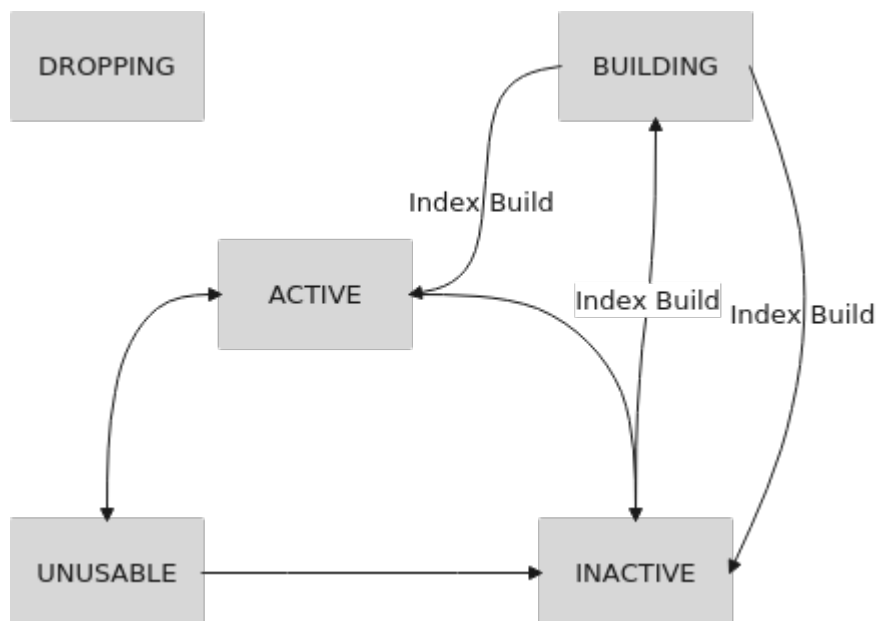 DROPPING
BUILDING
Index Build
ACTIVE
Index Build
Index Build
UNUSABLE
INACTIVE